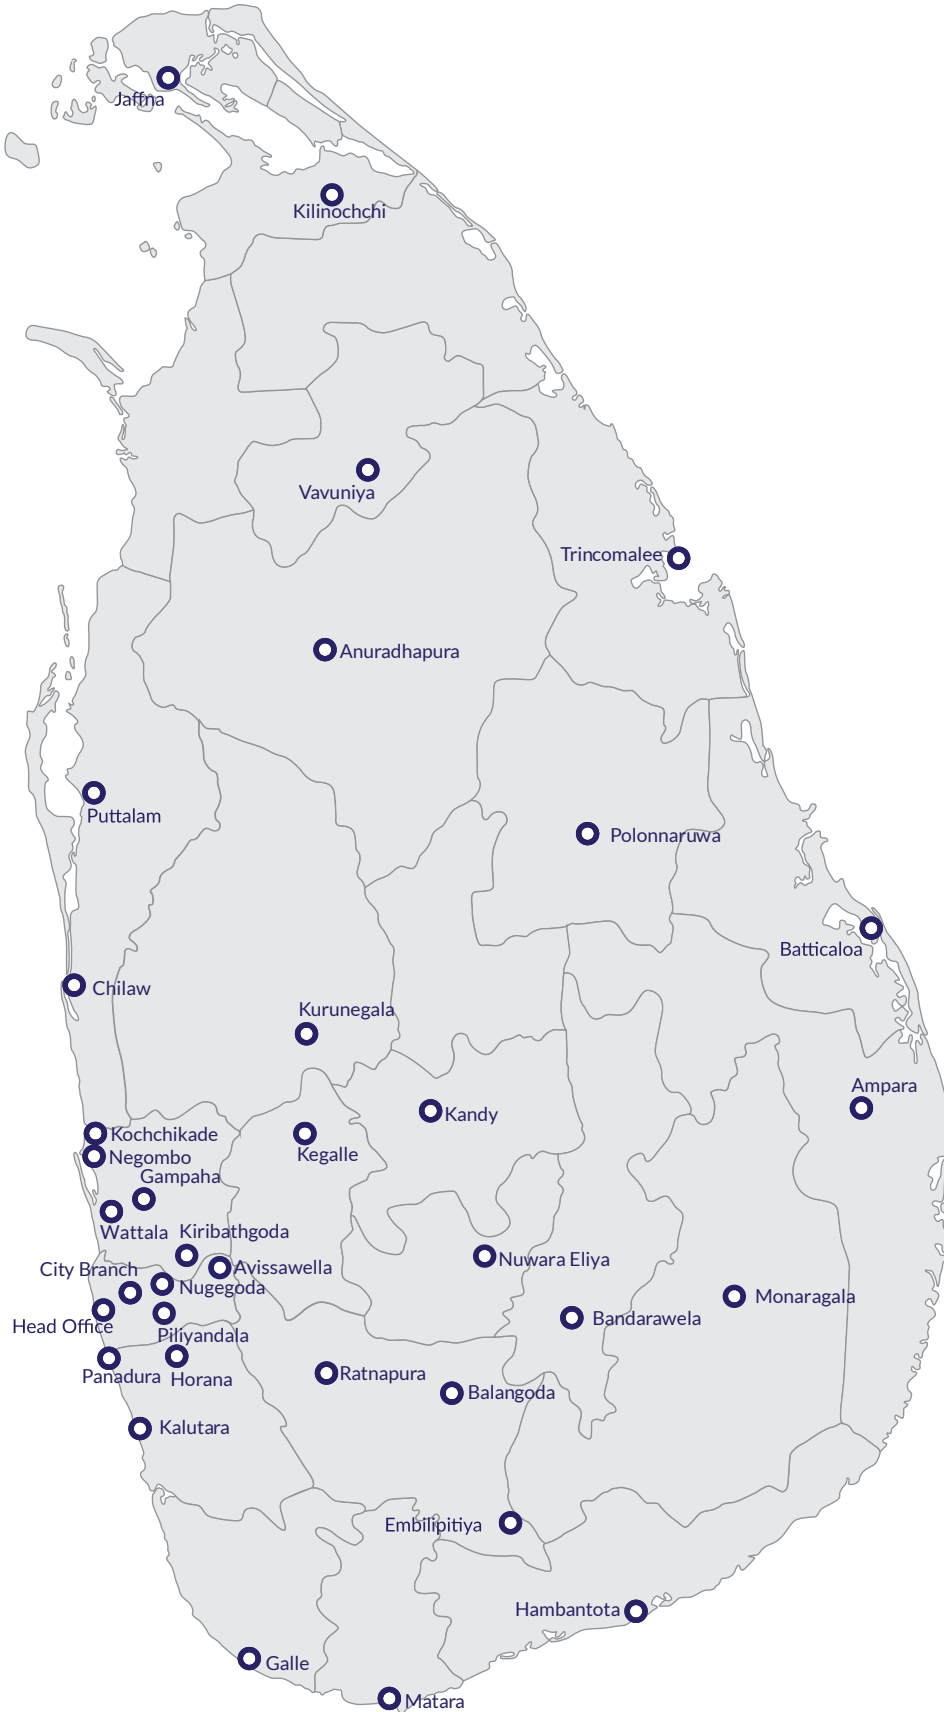 Jaffna
Kilinochchi
Vavuniya
Trincomalee
Anuradhapura
Puttalam
Polonnaruwa
Batticaloa
Chilaw
Kurunegala
Ampara
Kandy
Kochchikade
Kegalle
Negombo
Gampaha
Wattala
Kiribathgoda
Nuwara Eliya
City Branch
Avissawella
Nugegoda
Monaragala
Head Office
Bandarawela
Piliyandala
Panadura
Horana
Ratnapura
Balangoda
Kalutara
Embilipitiya
Hambantota
Galle
Matara